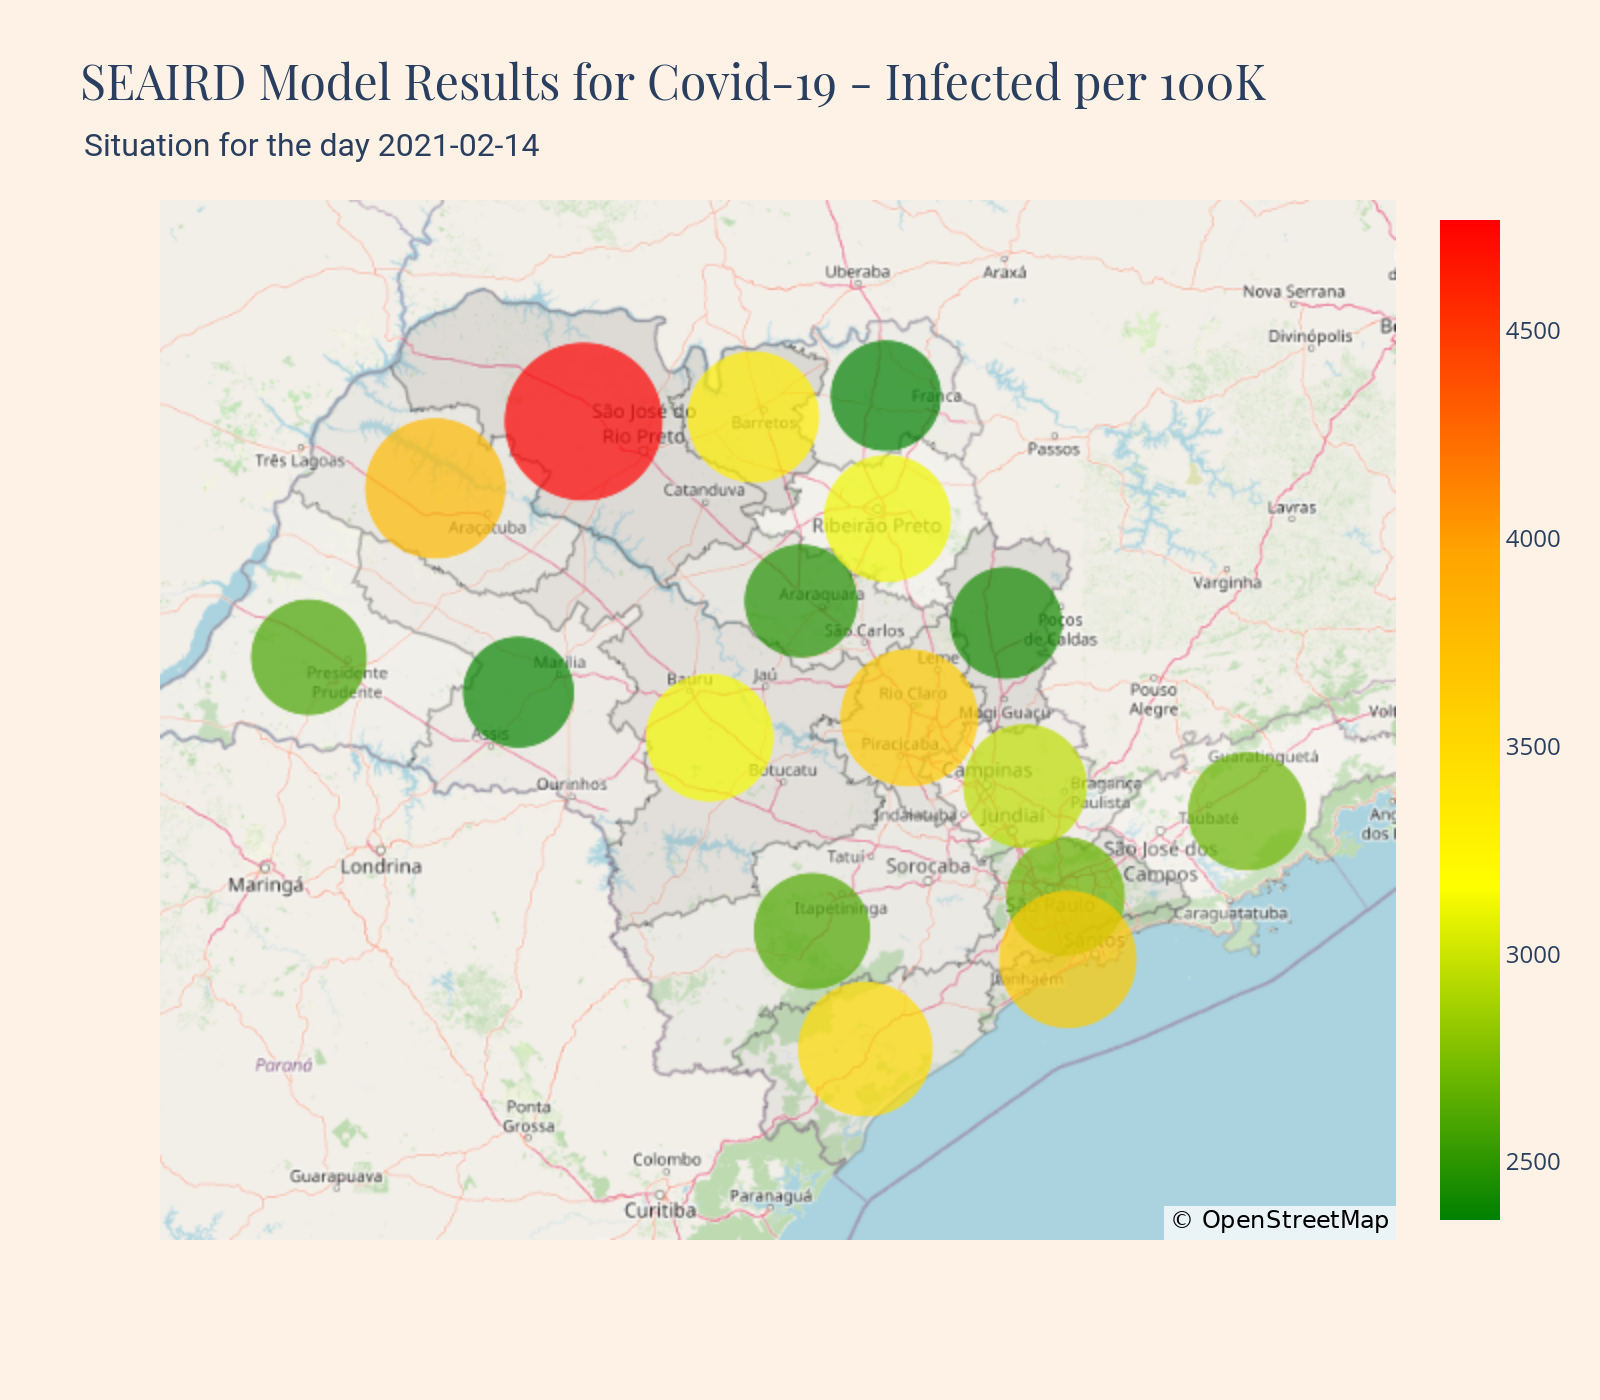 SEAIRD Model Results for Covid-19 - Infected per 100K
Situation for the day 2021-02-14
Uberaba
Araxá
Nova Serrana
Divinópolis
Franca
São José do
Rio Preto
Barretos
Passos
Três Lagoas
Catanduva
Araçatuba
Ribeirão Preto
Lavras
Varginha
Araraquara
São Carlos
Poços
de Caldas
Leme
Marília
Presidente
Prudente
Bauru
Jaú
Rio Claro
Pouso
Alegre
Mogi Guaçu
Assis
Piracicaba
Guaratinguetá
Botucatu
Campinas
Ourinhos
Bragança
Paulista
Indaiatuba
Jundiaí
Taubaté
Londrina
Maringá
Tatuí
Sorocaba
São José dos
Campos
Itapetininga
São Paulo
Caraguatatuba
Santos
Itanhaém
Paraná
Ponta
Grossa
Colombo
Guarapuava
Paranaguá
Curitiba
© OpenStreetMap
4500
4000
3500
3000
2500